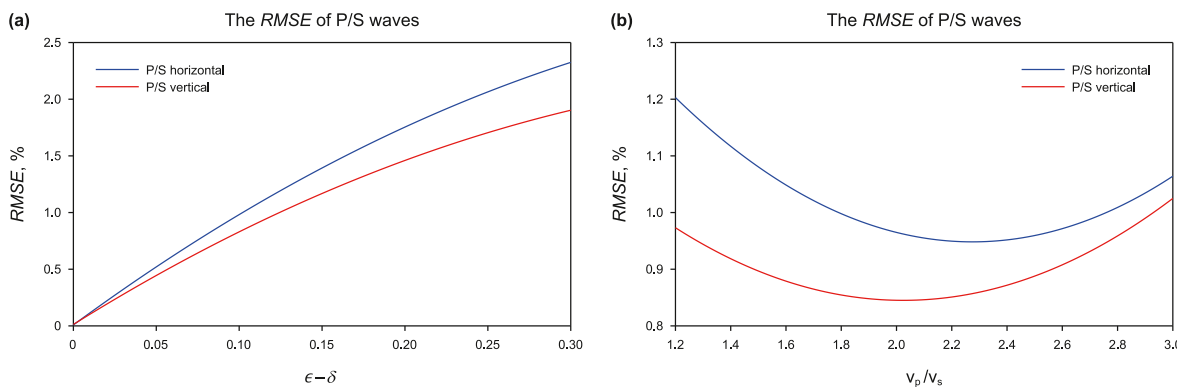 (a)
The RMSE of P/S waves
2.5
2.0
1.5
1.0
0.5
0
RMSE, %
P/S horizontal
P/S vertical
0 0.05 0.10 0.15 0.20 0.25 0.30
ϵ–δ
(b)
The RMSE of P/S waves
1.3
1.2
1.1
1.0
0.9
0.8
RMSE, %
P/S horizontal
P/S vertical
1.2 1.4 1.6 1.8 2.0 2.2 2.4 2.6 2.8 3.0
vp/vs